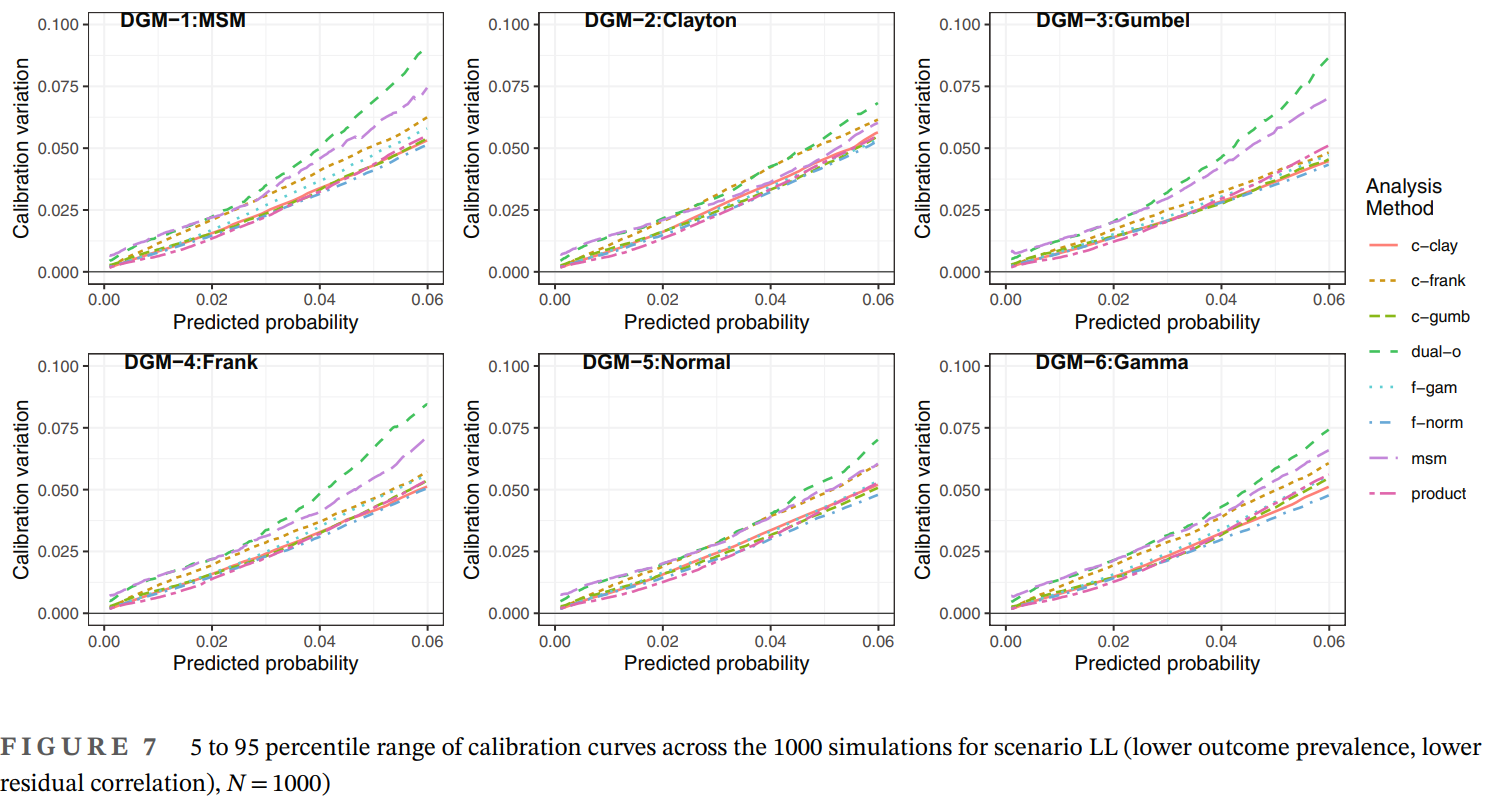 DGM−1:MSM
DGM−2:Clayton
DGM−3:Gumbel
0.100
0.075
0.050
0.025
0.000
Calibration variation
0.00 0.02 0.04 0.06
Predicted probability
0.100
0.075
0.050
0.025
0.000
Calibration variation
0.00 0.02 0.04 0.06
Predicted probability
0.100
0.075
0.050
0.025
0.000
Calibration variation
0.00 0.02 0.04 0.06
Predicted probability
DGM−4:Frank
DGM−5:Normal
DGM−6:Gamma
0.100
0.075
0.050
0.025
0.000
Calibration variation
0.00 0.02 0.04 0.06
Predicted probability
0.100
0.075
0.050
0.025
0.000
Calibration variation
0.00 0.02 0.04 0.06
Predicted probability
0.100
0.075
0.050
0.025
0.000
Calibration variation
0.00 0.02 0.04 0.06
Predicted probability
Analysis
Method
c−clay
c−frank
c−gumb
dual−o
f−gam
f−norm
msm
product
FIGURE 7 5 to 95 percentile range of calibration curves across the 1000 simulations for scenario LL (lower outcome prevalence, lower
residual correlation), N = 1000)